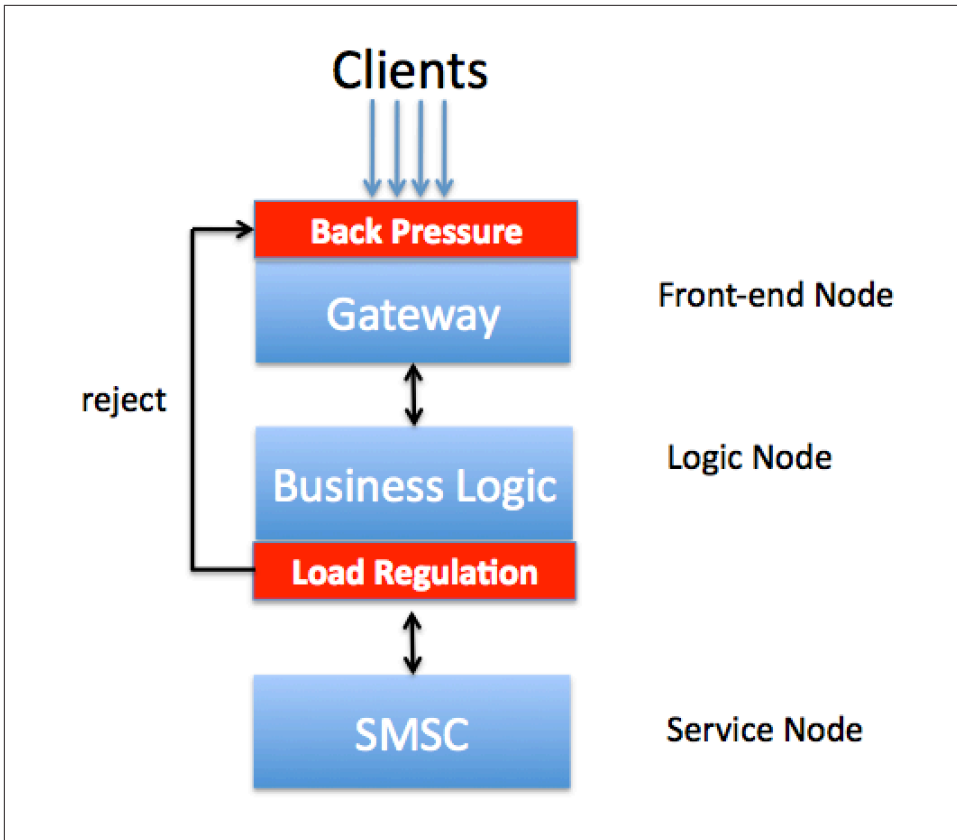 Clients
Back Pressure
Gateway
Front-end Node
reject
Business Logic
Logic Node
Load Regulation
SMSC
Service Node